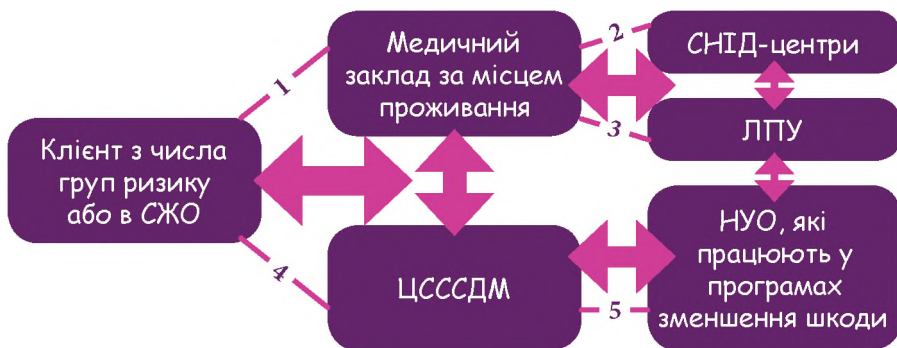 Клієнт з числа
груп ризику
або в СЖО
1
4
Медичний
заклад за місцем
проживання
ЦСССДМ
2
3
5
СНІД-центри
ЛПУ
НУО, які
працюють у
програмах
зменшення шкоди